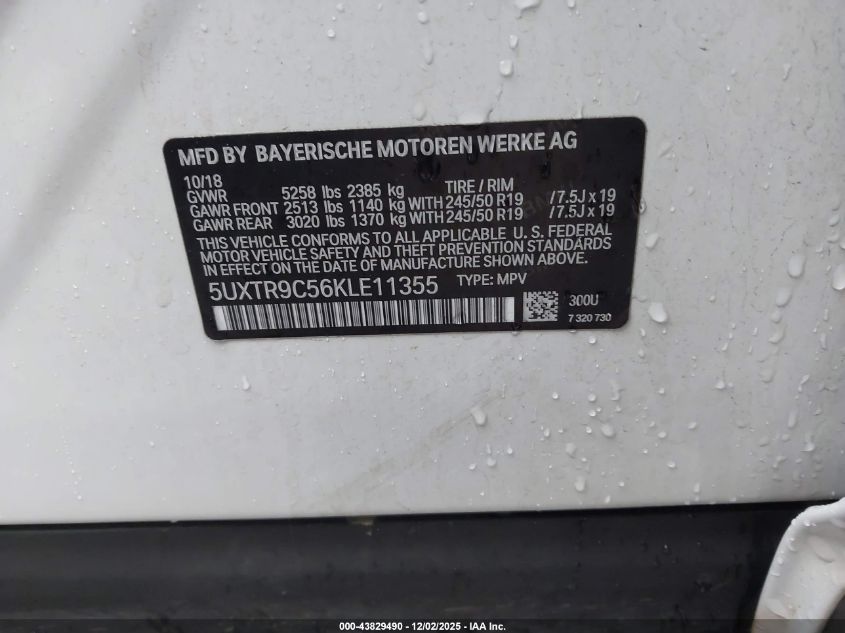 MFD BY BAYERISCHE MOTOREN WERKE AG
10/18 TIRE / RIM
GVWR 5258 lbs 2385 kg
GAWR FRONT 2513 lbs 1140 kg WITH 245/50 R19 /7.5J x 19
GAWR REAR 3020 lbs 1370 kg WITH 245/50 R19 /7.5J x 19
THIS VEHICLE CONFORMS TO ALL APPLICABLE U. S. FEDERAL
MOTOR VEHICLE SAFETY AND THEFT PREVENTION STANDARDS
IN EFFECT ON THE DATE OF MANUFACTURE SHOWN ABOVE.
5UXTR9C56KLE11355 TYPE: MPV
300U
7 320 730
000-43829490 - 12/02/2025 - IAA Inc.